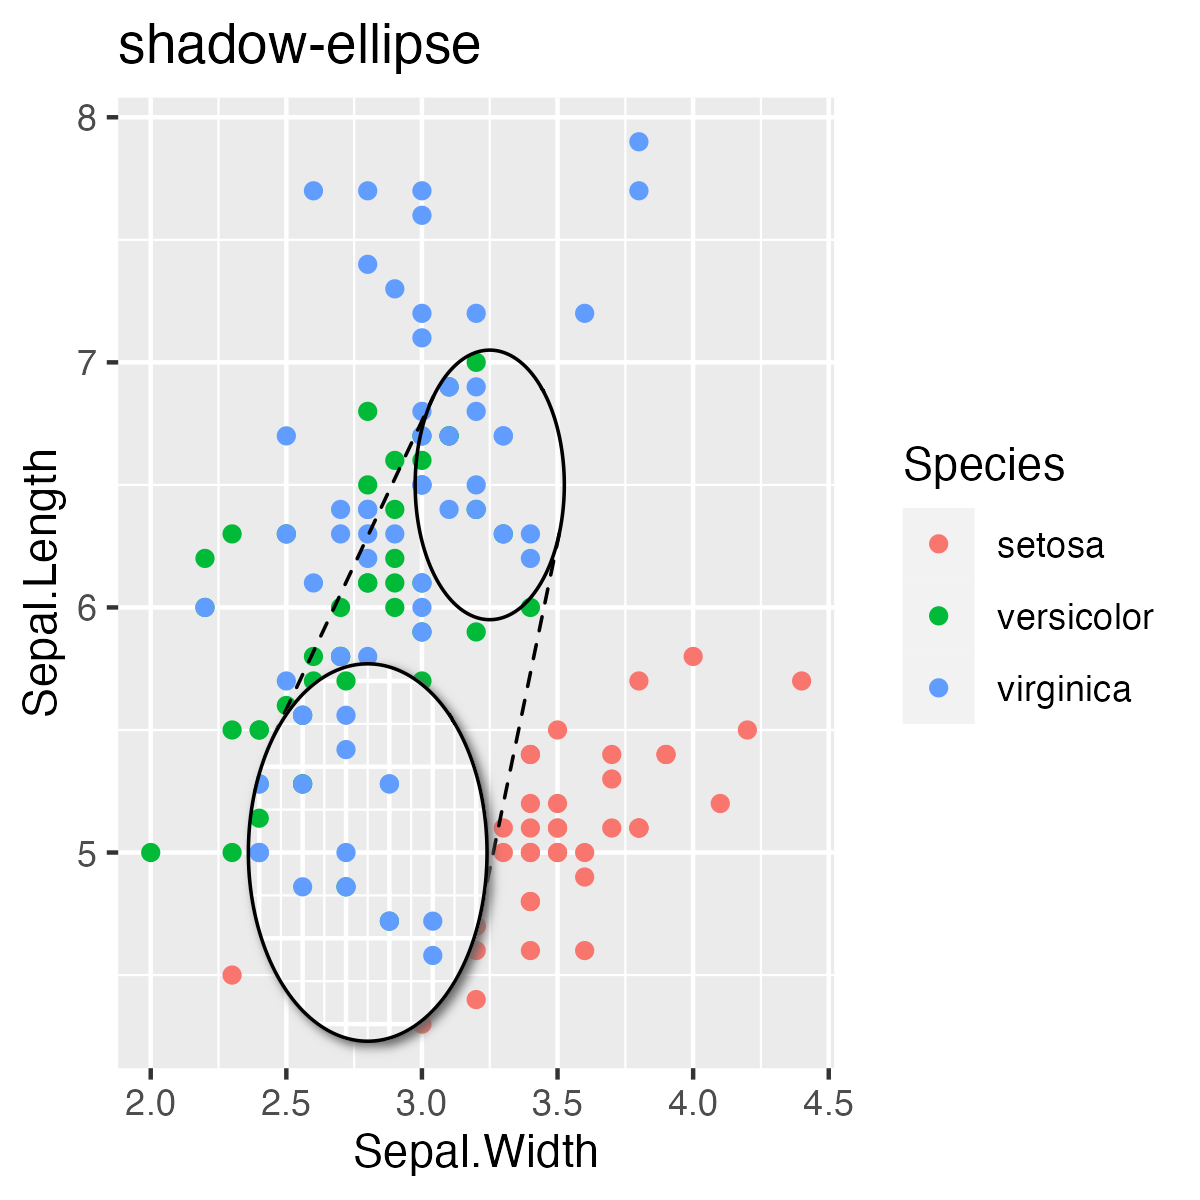 shadow-ellipse
8
7
6
5
Sepal.Length
2.0 2.5 3.0 3.5 4.0 4.5
Sepal.Width
Species
setosa
versicolor
virginica